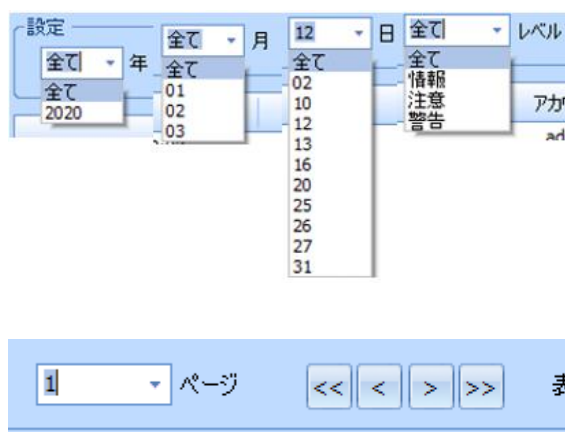 設定
全て 年
全て
2020
全て 月
全て
01
02
03
12 日
全て
02
10
12
13
16
20
25
26
27
31
全て レベル
全て
情報
注意
警告
アカ
ad
1 ページ
<< < > >>
表